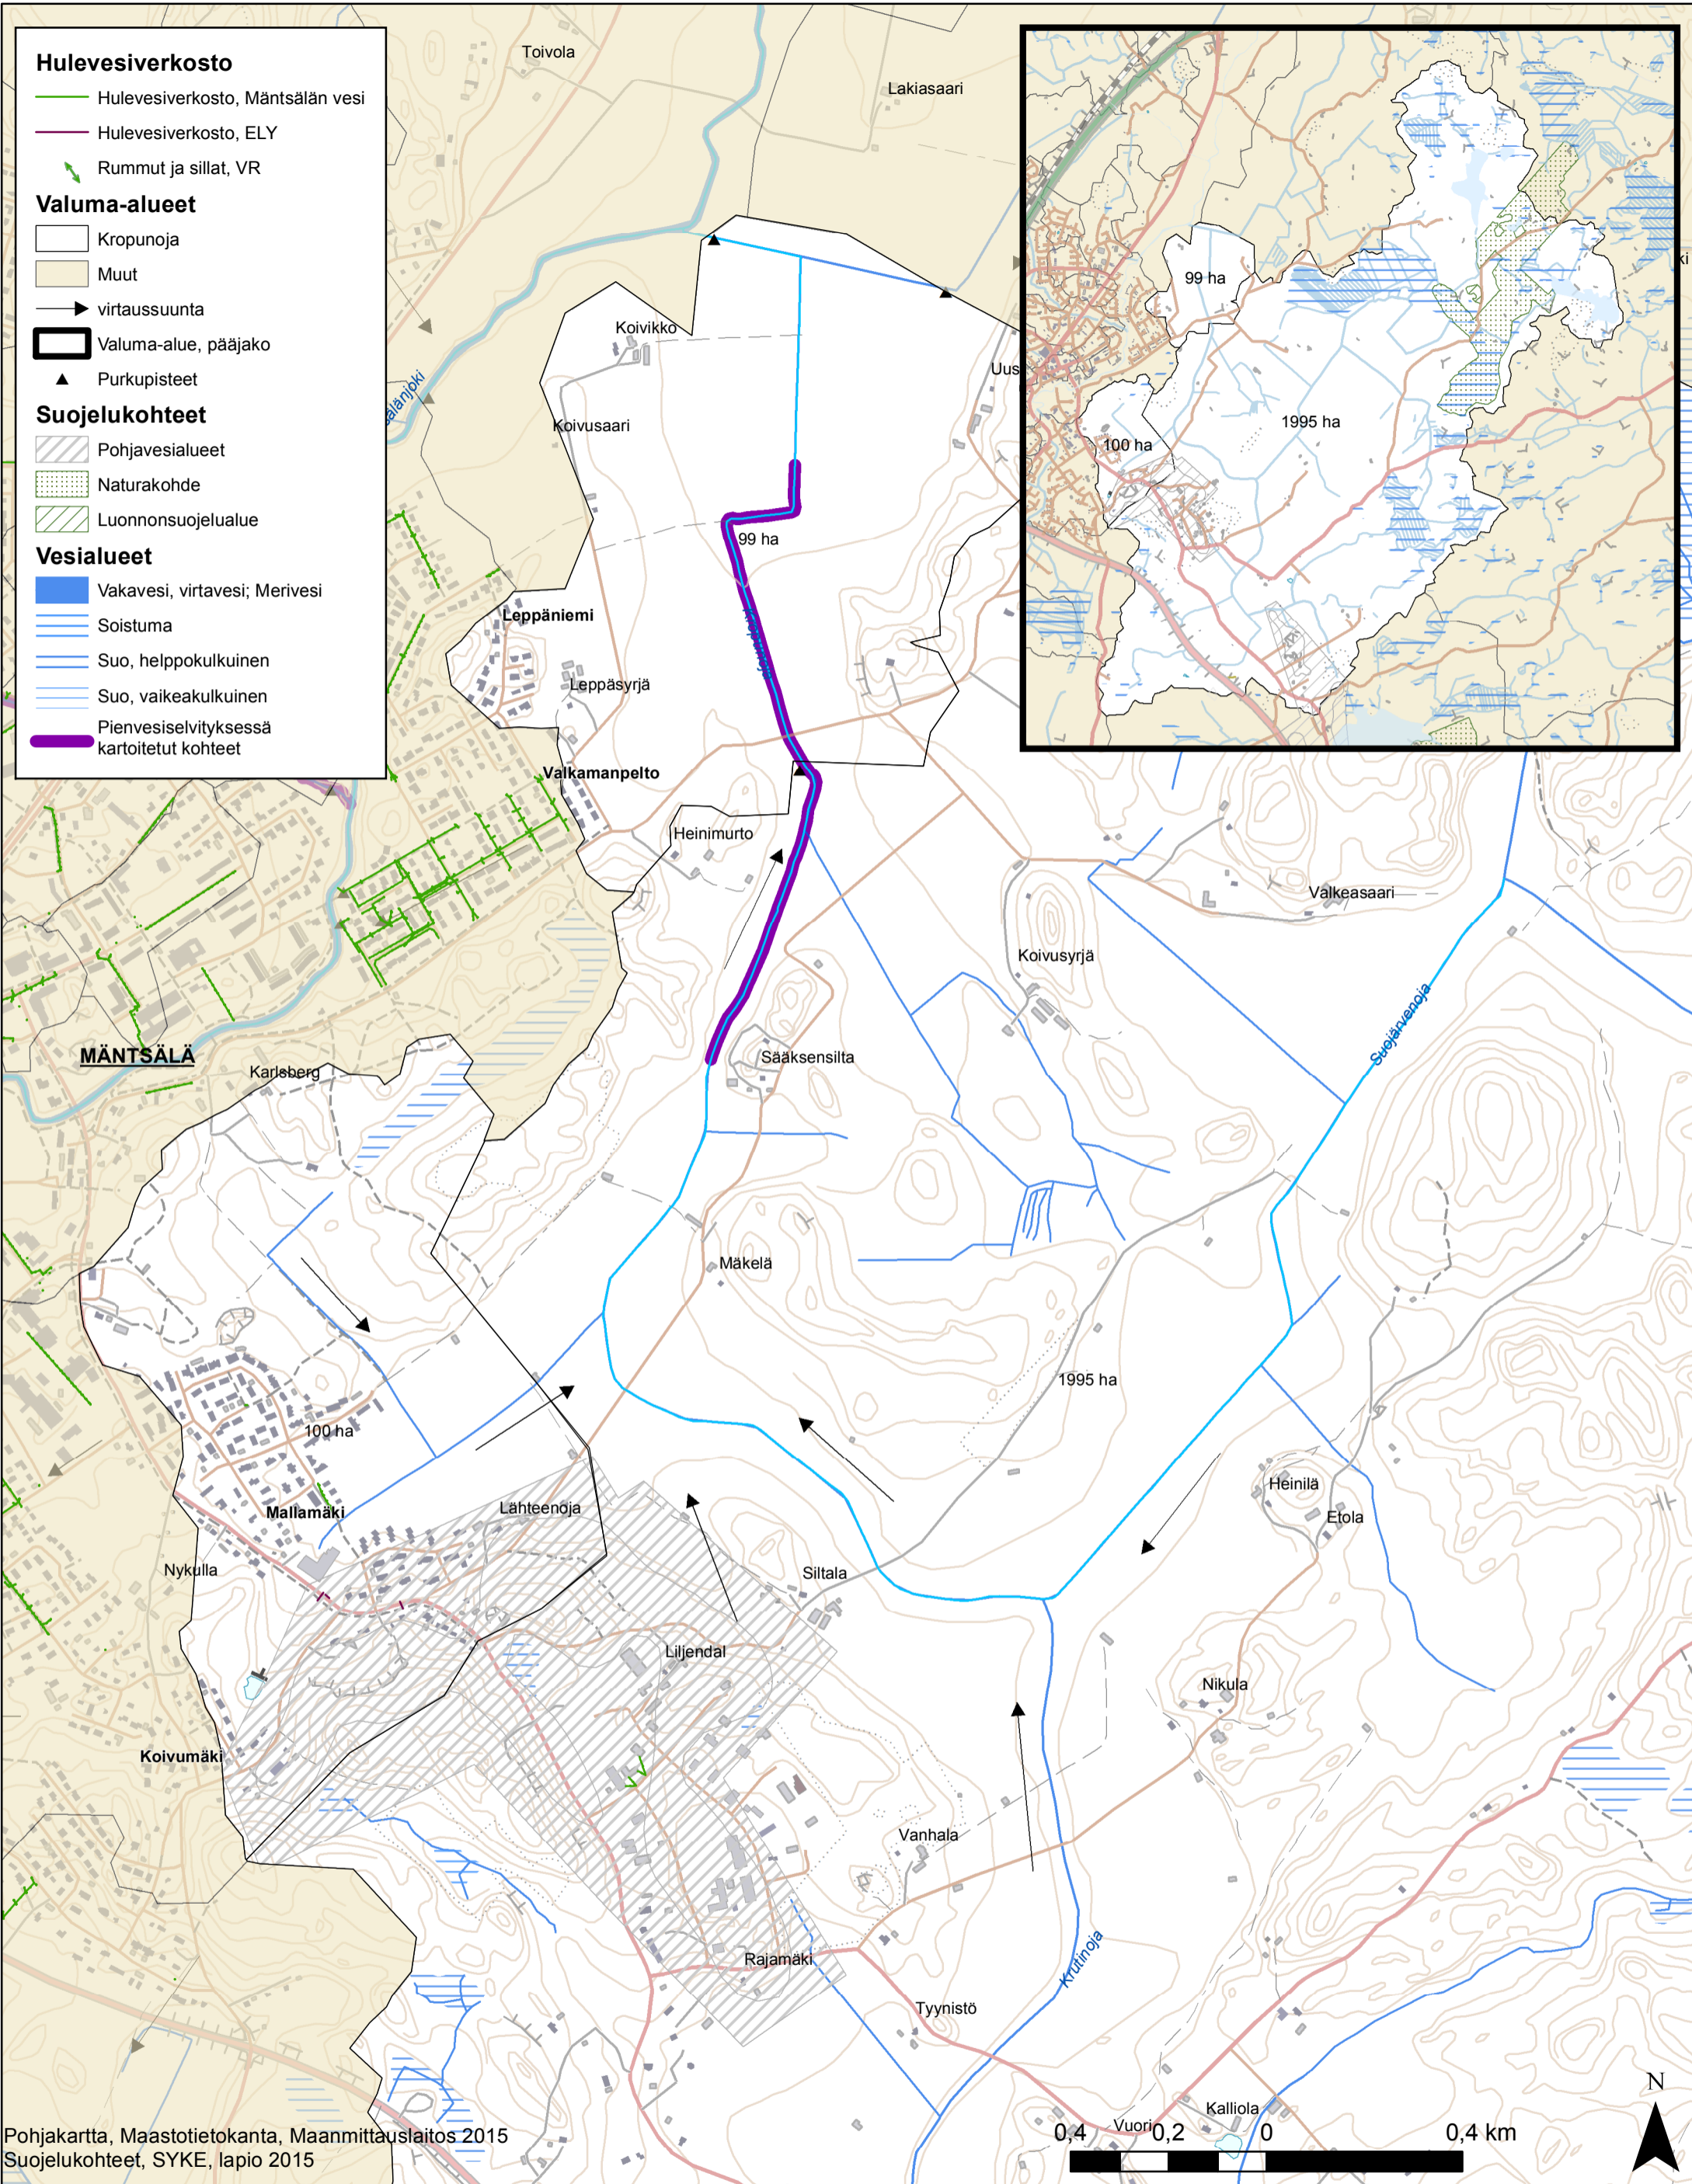 Hulevesiverkosto
Hulevesiverkosto, Mäntsälän vesi
Hulevesiverkosto, ELY
Rummut ja sillat, VR
Valuma-alueet
Kropunoja
Muut
virtaussuunta
Valuma-alue, pääjako
Purkupisteet
Suojelukohteet
Pohjavesialueet
Naturakohde
Luonnonsuojelualue
Vesialueet
Vakavesi, virtavesi; Merivesi
Soistuma
Suo, helppokulkuinen
Suo, vaikeakulkuinen
Pienvesiselvityksessä
kartoitetut kohteet
Toivola
Lakiasaari
99 ha
1995 ha
100 ha
ki
Koivikko
Uus
älänjoki
Koivusaari
99 ha
Leppäniemi
Leppäsyrjä
Valkamanpelto
Heinimurto
Valkeasaari
Koivusyrjä
Suojärvenoja
MÄNTSÄLÄ
Karlsberg
Sääksensilta
Mäkelä
1995 ha
100 ha
Heinilä
Lähteenoja
Mallamäki
Etola
Nykulla
Siltala
Liljendal
Nikula
Koivumäki
Vanhala
Rajamäki
Krutinoja
Tyynistö
Kalliola
Vuori
N
0,4 0,2 0 0,4 km
Pohjakartta, Maastotietokanta, Maanmittauslaitos 2015
Suojelukohteet, SYKE, lapio 2015